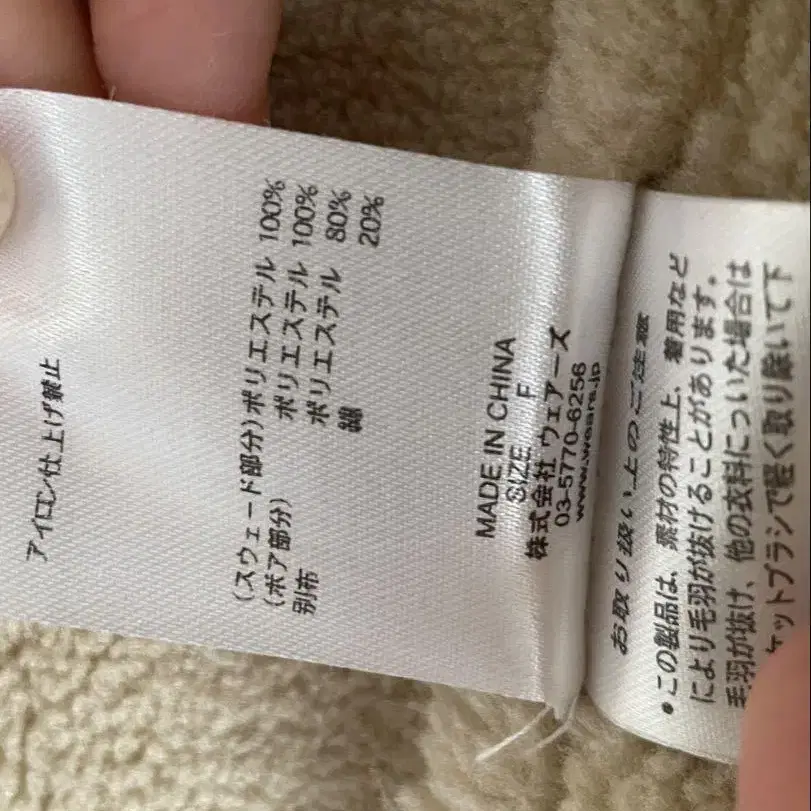 アイロン仕上げ禁止
(スウェード部分)ポリエステル 100%
(ボア部分) ポリエステル 100%
別布 ポリエステル 80%
綿 20%
MADE IN CHINA
SIZE F
株式会社 ウェアーズ
03-5770-6256
www.wears.jp
お取り扱い上のご注意
•この製品は、素材の特性上、着用など
により毛羽が抜けることがあります。
毛羽が抜け、他の衣料についた場合は
ケットブラシで軽く取り除いて下